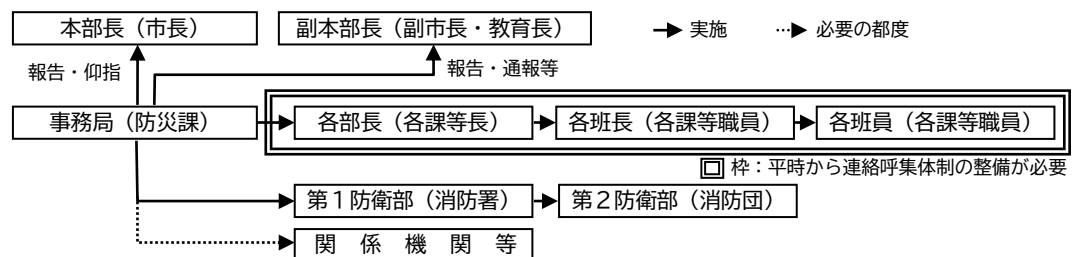 本部長（市長） 副本部長（副市長・教育長） 実施 必要の都度
報告・仰指 報告・通報等
事務局（防災課） 各部長（各課等長） 各班長（各課等職員） 各班員（各課等職員）
枠：平時から連絡呼集体制の整備が必要
第１防衛部（消防署） 第２防衛部（消防団）
関　係　機　関　等